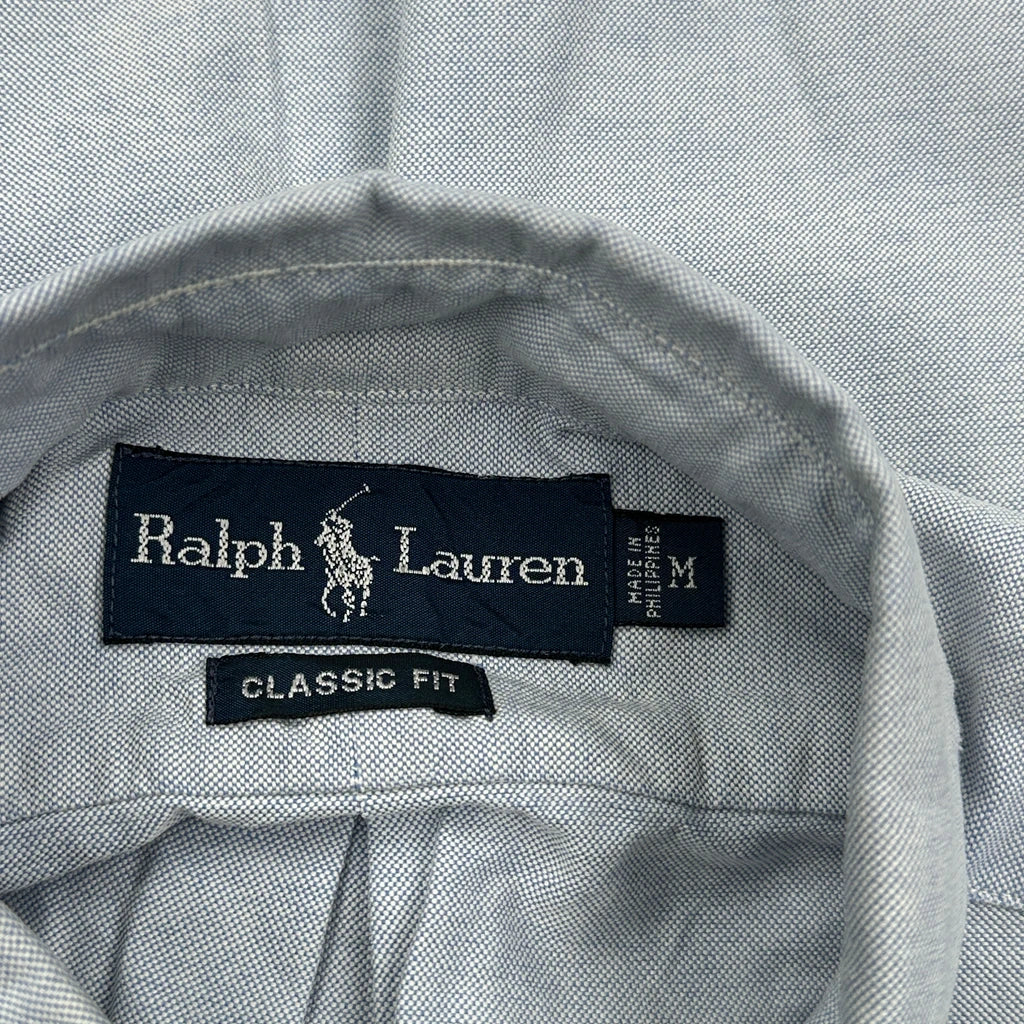 Ralph Lauren
MADE IN
PHILIPPINES
M
CLASSIC FIT